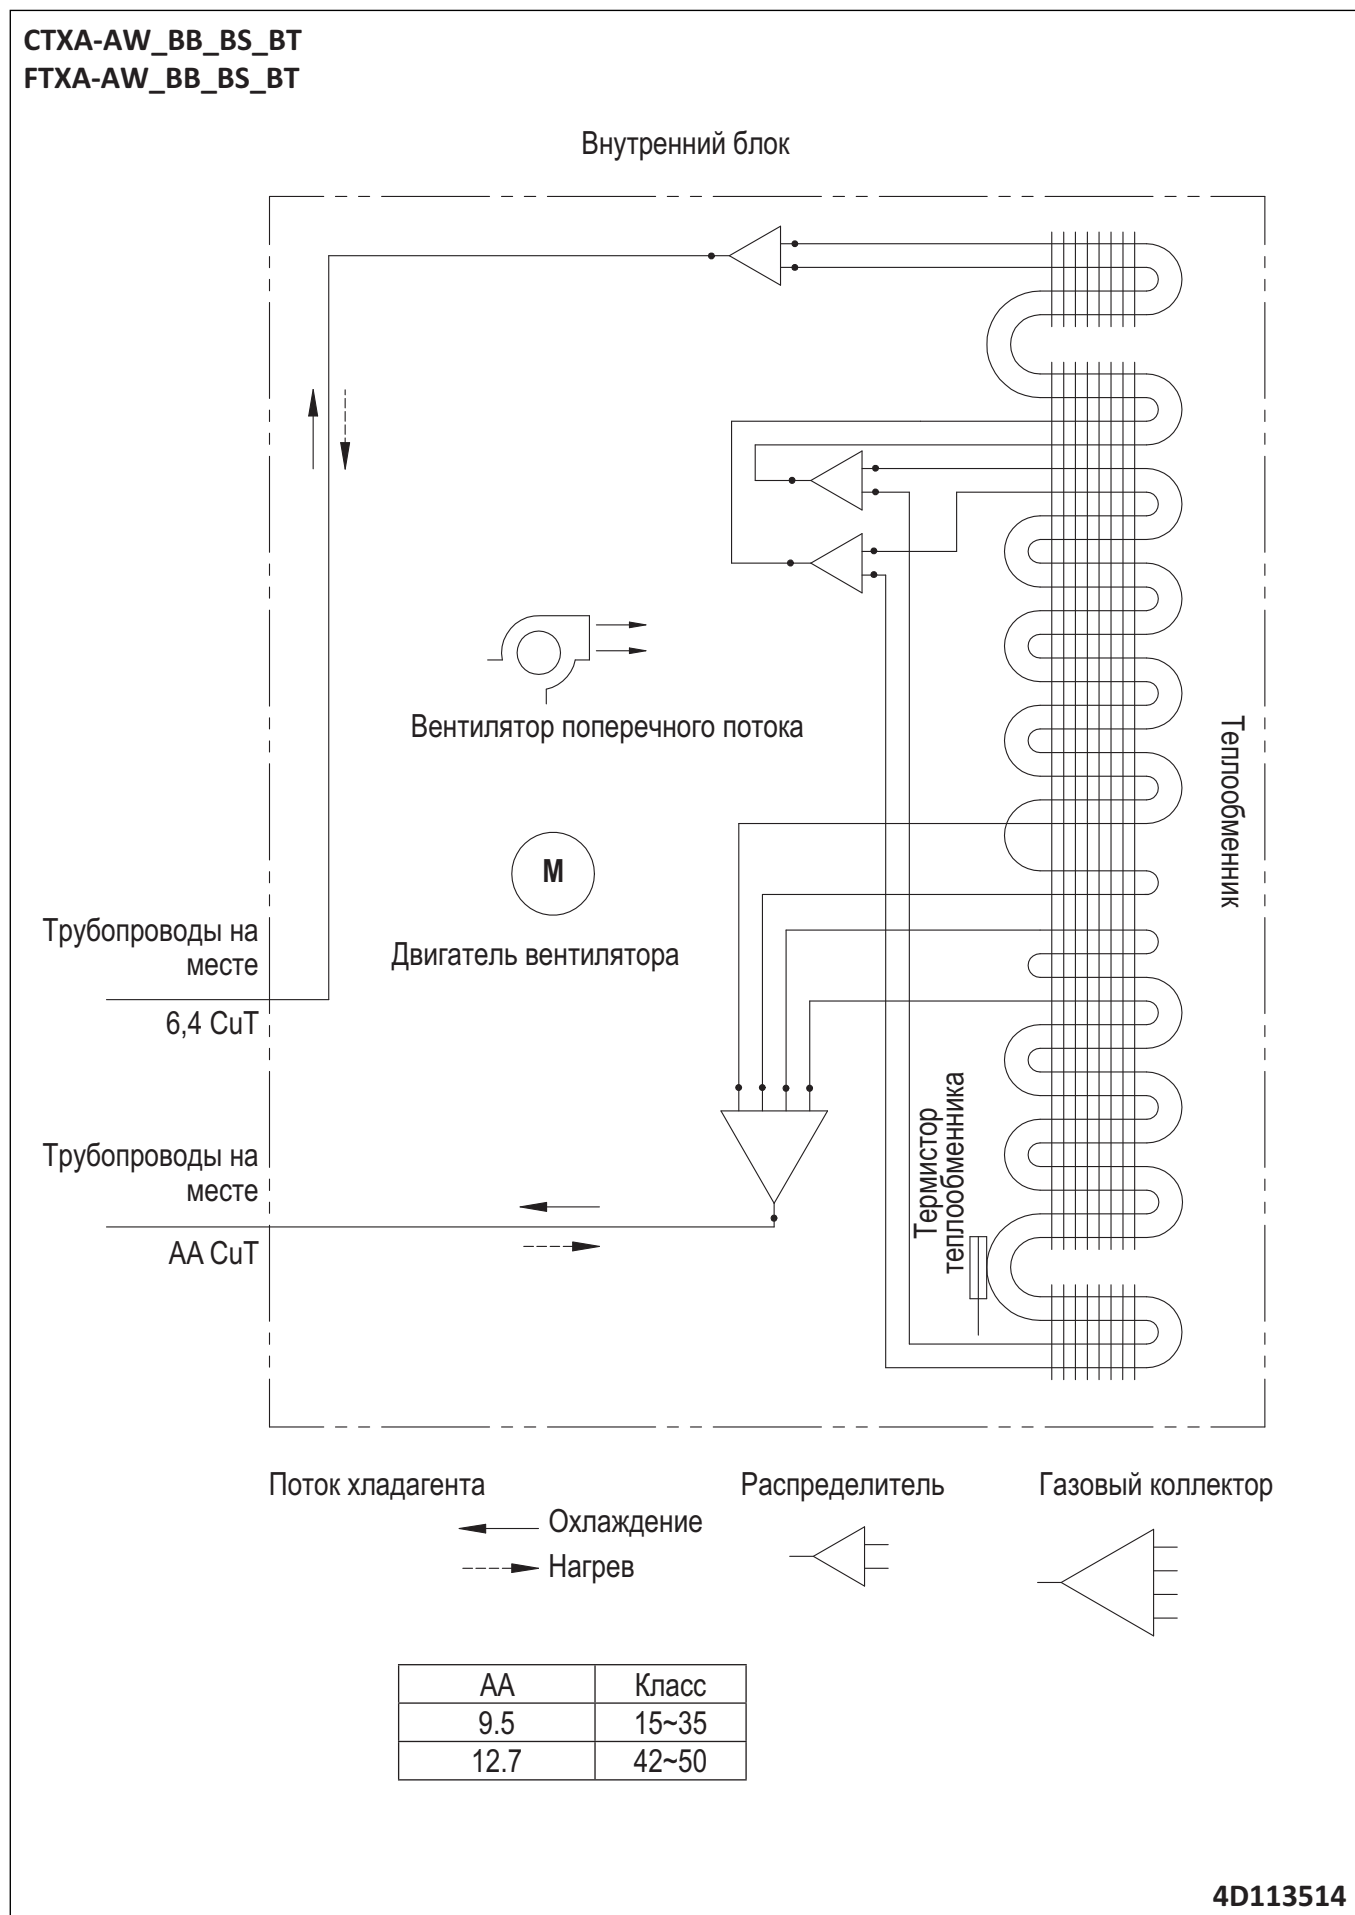 CTXA-AW_BB_BS_BT
FTXA-AW_BB_BS_BT
Внутренний блок
Вентилятор поперечного потока
Теплообменник
M
Двигатель вентилятора
Трубопроводы на
месте
6,4 CuT
Термистор
теплообменника
Трубопроводы на
месте
AA CuT
Поток хладагента
Охлаждение
Нагрев
Распределитель
Газовый коллектор
AA Класс
9.5 15~35
12.7 42~50
4D113514